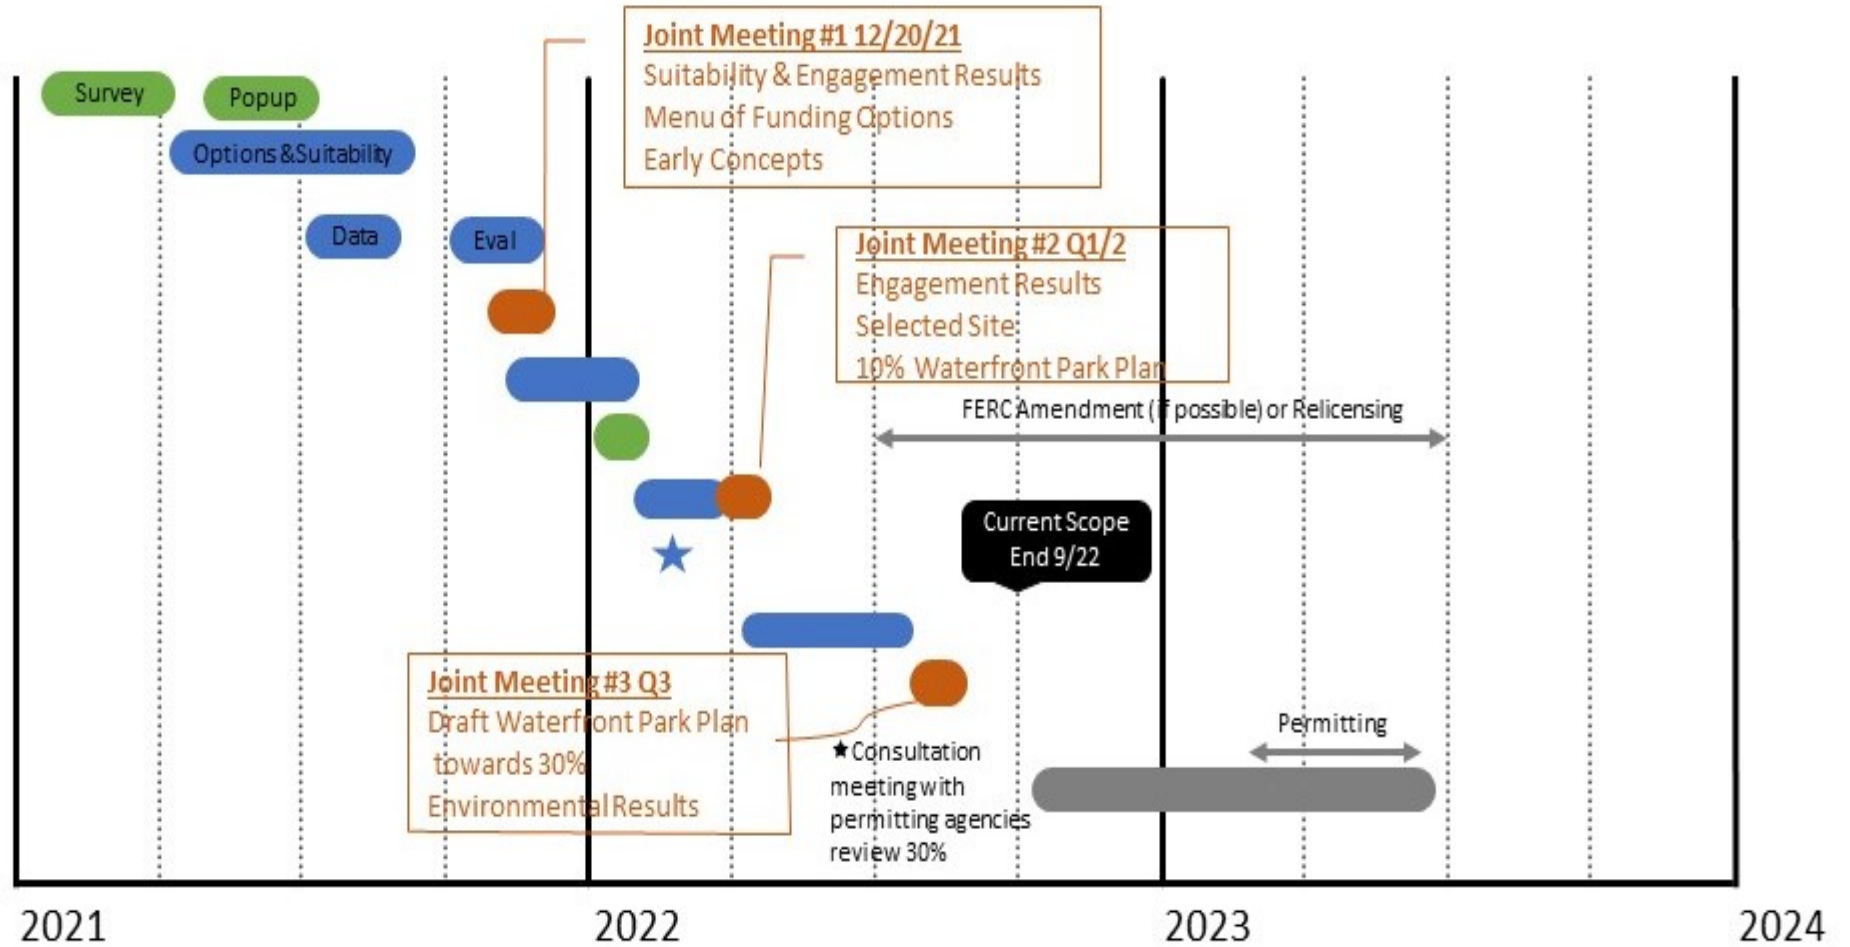 Joint Meeting #1 12/20/21
Suitability & Engagement Results
Menu of Funding Options
Early Concepts
Survey
Popup
Options&Suitability
Data
Eval
Joint Meeting #2 Q1/2
Engagement Results
Selected Site
10% Waterfront Park Plan
FERC Amendment (if possible) or Relicensing
Current Scope
End 9/22
Joint Meeting #3 Q3
Draft Waterfront Park Plan
towards 30%
Environmental Results
★Consultation
meeting with
permitting agencies
review 30%
Permitting
2021
2022
2023
2024